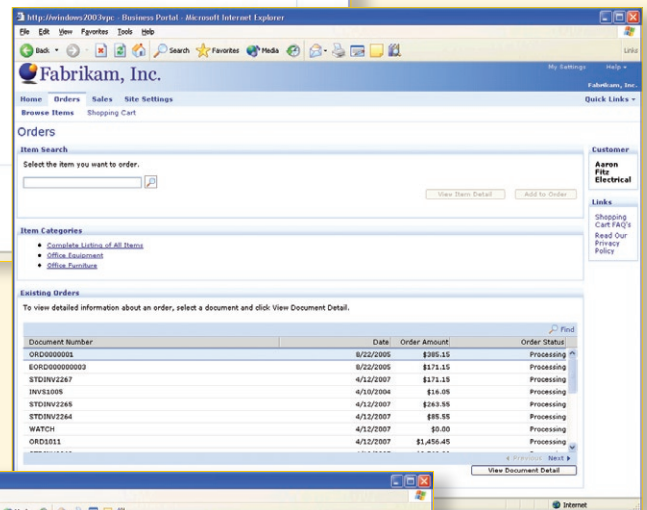 http://windows2003vpc - Business Portal - Microsoft Internet Explorer
File Edit View Favorites Tools Help
Back Search Favorites Media Links
Fabrikam, Inc.
My Settings Help
Fabrikam, Inc.
Home Orders Sales Site Settings Quick Links
Browse Items Shopping Cart
Orders
Item Search
Select the item you want to order.
View Item Detail Add to Order
Customer
Aaron
Fitz
Electrical
Links
Shopping
Cart FAQ's
Read Our
Privacy
Policy
Item Categories
Complete Listing of All Items
Office Equipment
Office Furniture
Existing Orders
To view detailed information about an order, select a document and click View Document Detail.
Find
Document Number Date Order Amount Order Status
ORD0000001 8/22/2005 $385.15 Processing
EORD000000003 8/22/2005 $171.15 Processing
STDINV2267 4/12/2007 $171.15 Processing
INVS1005 4/10/2004 $16.05 Processing
STDINV2265 4/12/2007 $263.55 Processing
STDINV2264 4/12/2007 $85.55 Processing
WATCH 4/12/2007 $0.00 Processing
ORD1011 4/12/2007 $1,456.45 Processing
Previous Next
View Document Detail
Internet